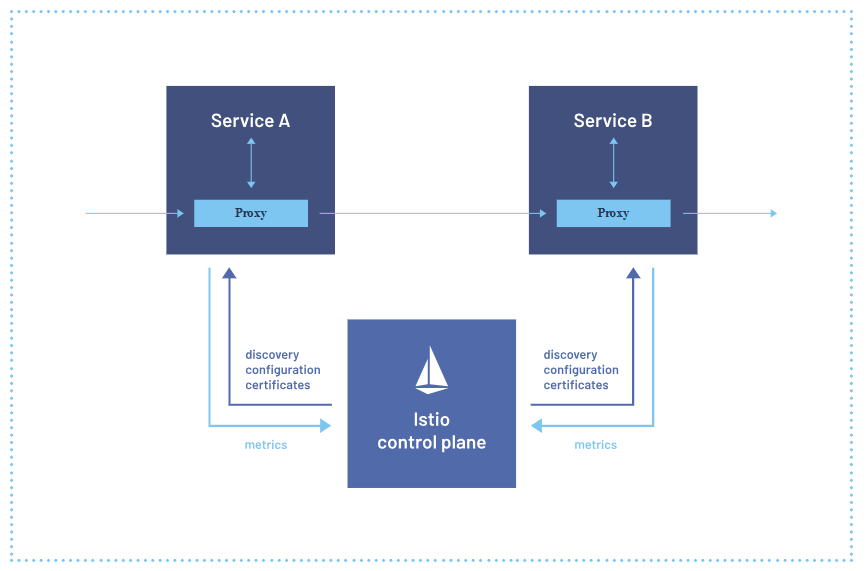 Service A
Service B
Proxy
Proxy
discovery
configuration
certificates
discovery
configuration
certificates
Istio
control plane
metrics
metrics